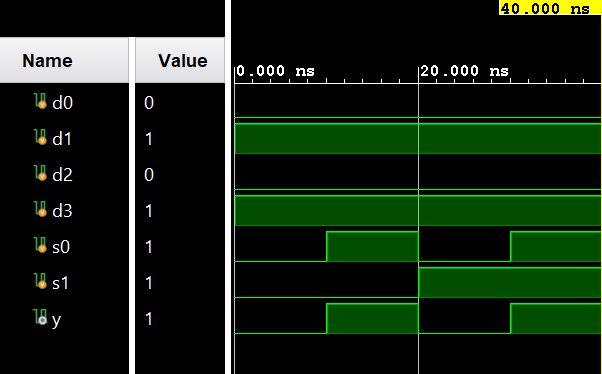 40.000 ns
Name Value
0.000 ns 20.000 ns
d0 0
d1 1
d2 0
d3 1
s0 1
s1 1
y 1